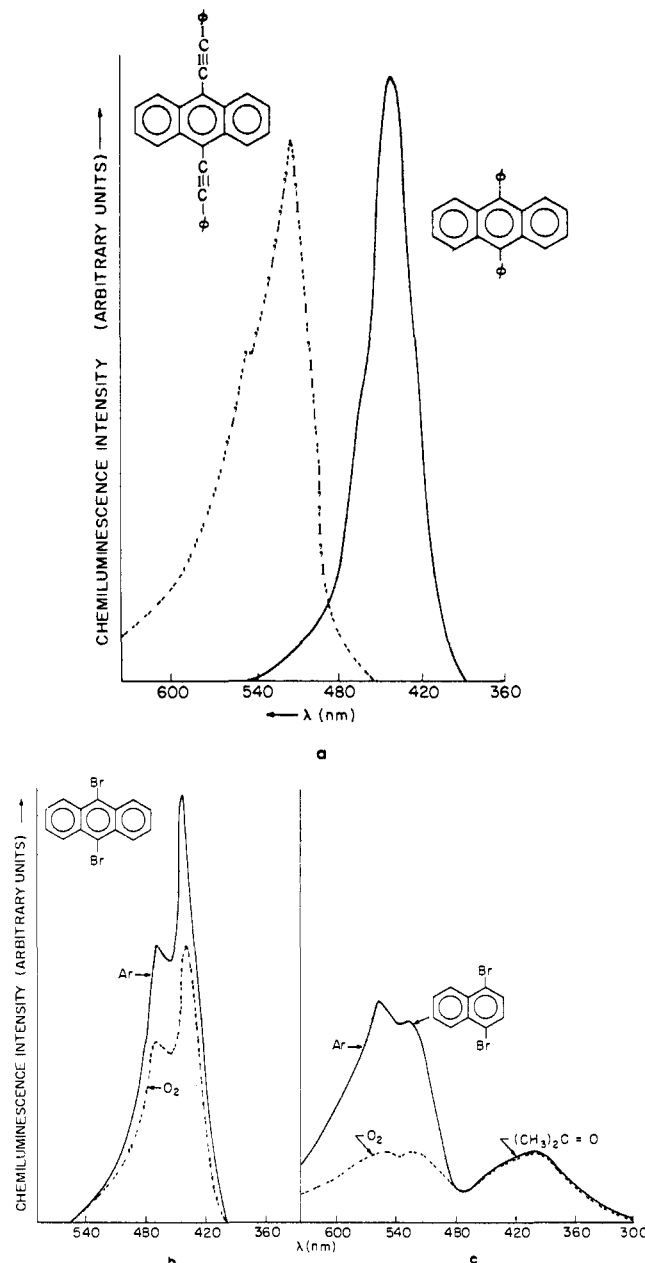 φ
C
≡
C
C
≡
C
φ
φ
φ
CHEMILUMINESCENCE INTENSITY (ARBITRARY UNITS) →
600 540 480 420 360
← λ (nm)
a
CHEMILUMINESCENCE INTENSITY (ARBITRARY UNITS) →
Br
Br
Ar
O₂
540 480 420 360
b
Br
Br
Ar
O₂
(CH₃)₂C = O
600 540 480 420 360 300
λ(nm)
c